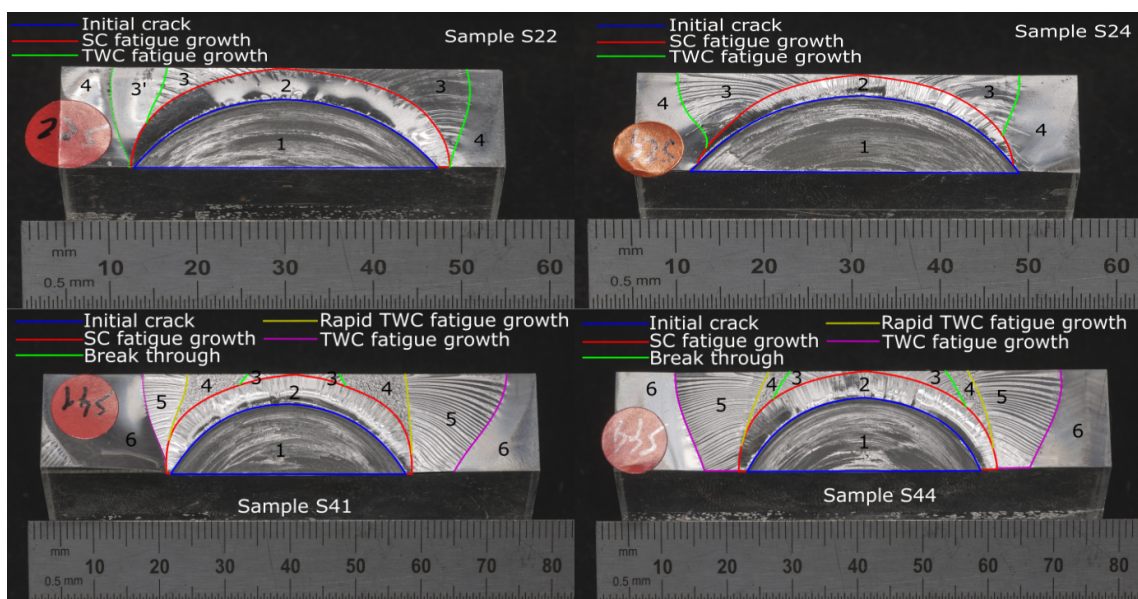 Initial crack
SC fatigue growth
TWC fatigue growth
Sample S22
4 3' 3 2 3 4
1
mm 10 20 30 40 50 60
0.5 mm
Initial crack
SC fatigue growth
TWC fatigue growth
Sample S24
4 3 2 3 4
1
S24
mm 10 20 30 40 50 60
0.5 mm
Initial crack Rapid TWC fatigue growth
SC fatigue growth TWC fatigue growth
Break through
6 5 4 3 2 3 4 5 6
1
S41
Sample S41
mm 10 20 30 40 50 60 70 80
0.5 mm
Initial crack Rapid TWC fatigue growth
SC fatigue growth TWC fatigue growth
Break through
6 5 4 3 2 3 4 5 6
1
S44
Sample S44
mm 10 20 30 40 50 60 70 80
0.5 mm